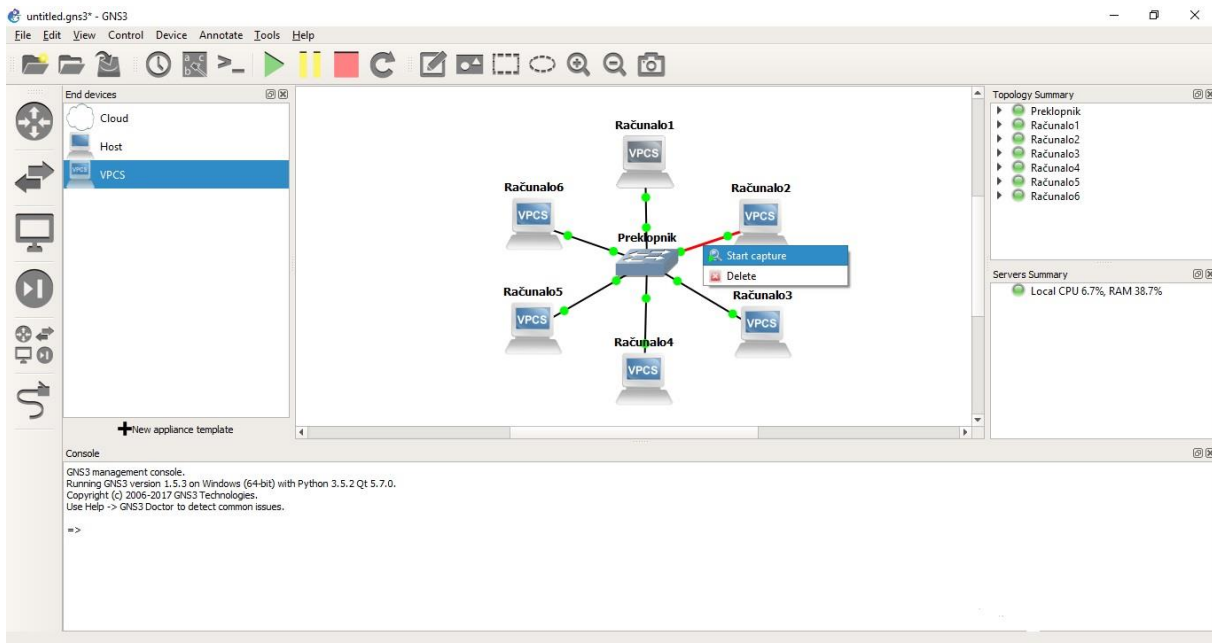 untitled.gns3* - GNS3
File Edit View Control Device Annotate Tools Help
End devices
Cloud
Host
VPCS
New appliance template
Računalo1
VPCS
Računalo6
VPCS
Računalo2
VPCS
Preklopnik
Start capture
Delete
Računalo5
VPCS
Računalo3
VPCS
Računalo4
VPCS
Topology Summary
Preklopnik
Računalo1
Računalo2
Računalo3
Računalo4
Računalo5
Računalo6
Servers Summary
Local CPU 6.7%, RAM 38.7%
Console
GNS3 management console.
Running GNS3 version 1.5.3 on Windows (64-bit) with Python 3.5.2 Qt 5.7.0.
Copyright (c) 2006-2017 GNS3 Technologies.
Use Help -> GNS3 Doctor to detect common issues.
=>